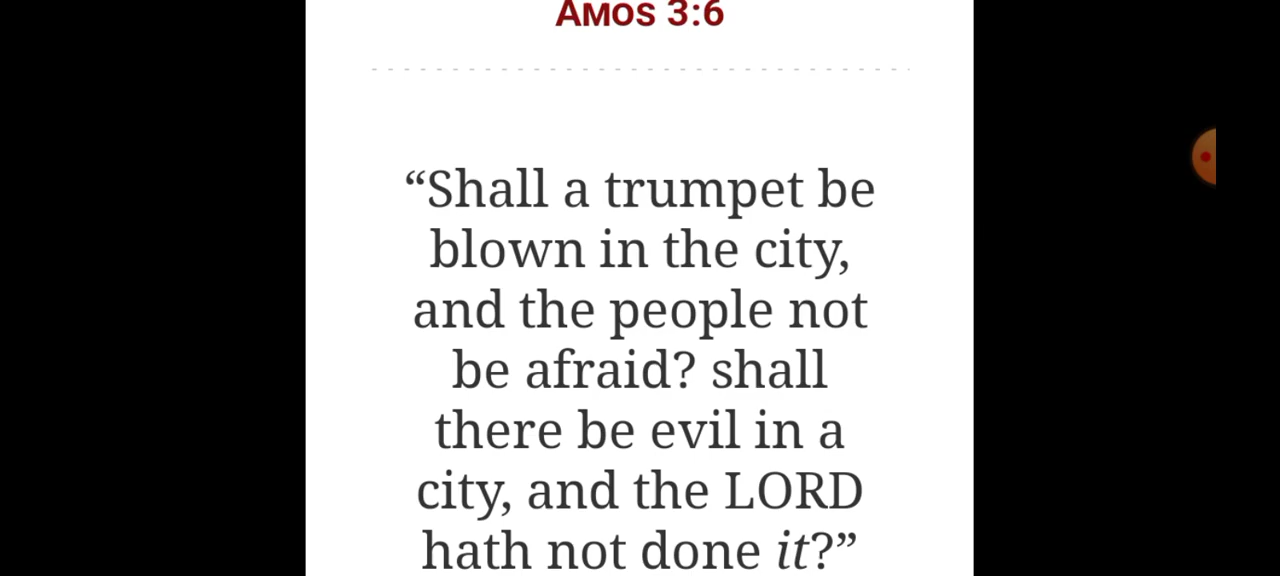 Amos 3:6
“Shall a trumpet be
blown in the city,
and the people not
be afraid? shall
there be evil in a
city, and the LORD
hath not done it?”